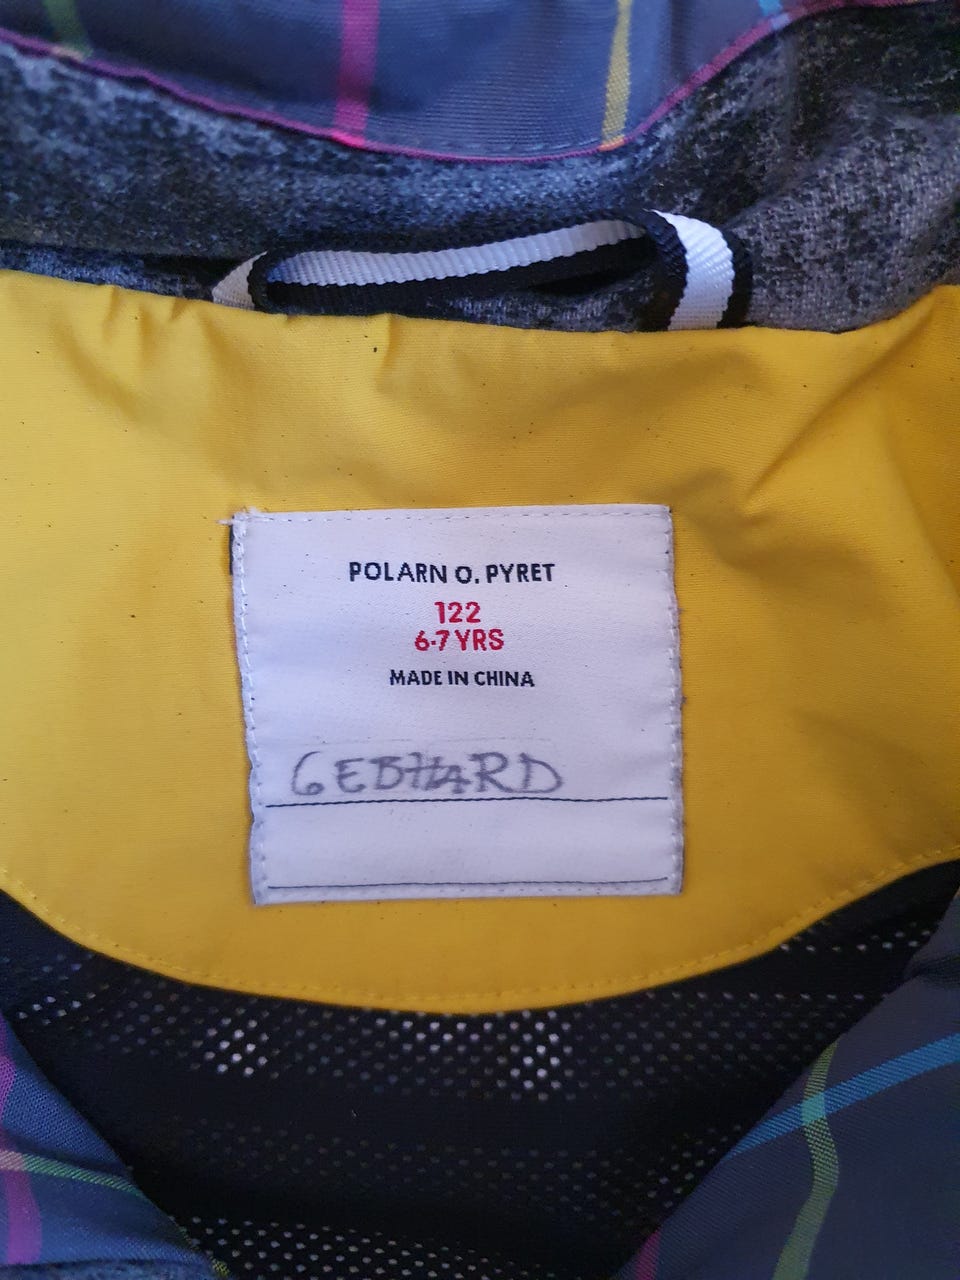 POLARN O. PYRET
122
6-7 YRS
MADE IN CHINA
GEBHARD